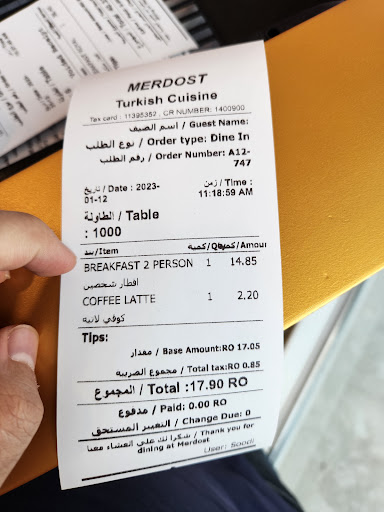 MERDOST
Turkish Cuisine
Tax card : 11395352 , CR NUMBER: 1400900
اسم الضيف / Guest Name:
نوع الطلب / Order type: Dine In
رقم الطلب / Order Number: A12-
747
تاريخ / Date : 2023-
01-12
زمن / Time :
11:18:59 AM
الطاولة / Table
: 1000
بند/Item كمية/Qty كمية/Amou
BREAKFAST 2 PERSON 1 14.85
افطار شخصين
COFFEE LATTE 1 2.20
كوفي لاتيه
Tips:
مقدار / Base Amount:RO 17.05
مجموع الضريبه / Total tax:RO 0.85
المجموع / Total :17.90 RO
مدفوع / Paid: 0.00 RO
التغيير المستحق / Change Due: 0
شكرا نك على العشاء معنا / Thank you for
dining at Merdost
User: Soodi